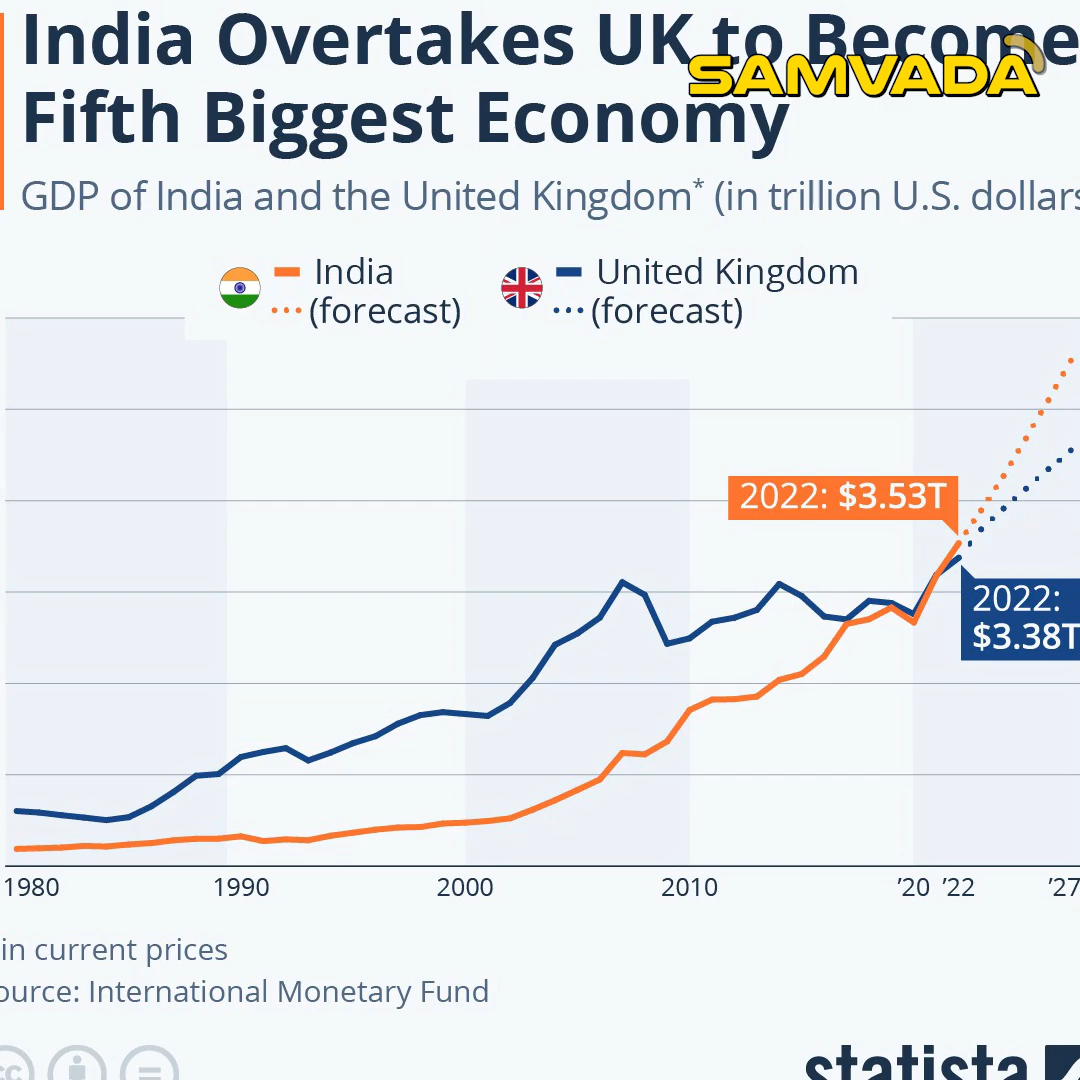 India Overtakes UK to Become
SAMVADA
Fifth Biggest Economy
GDP of India and the United Kingdom* (in trillion U.S. dollars
India
(forecast)
United Kingdom
(forecast)
2022: $3.53T
2022:
$3.38T
1980 1990 2000 2010 ’20 ’22 ’27
in current prices
ource: International Monetary Fund
cc
statista